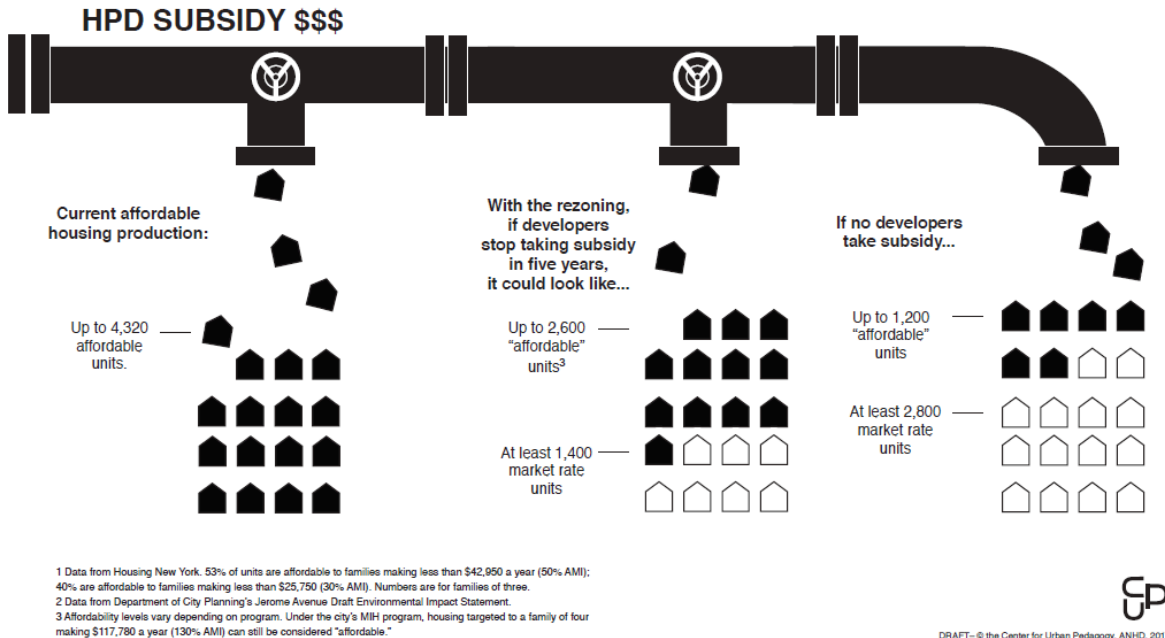 HPD SUBSIDY $$$
Current affordable
housing production:
Up to 4,320
affordable
units.
With the rezoning,
if developers
stop taking subsidy
in five years,
it could look like...
Up to 2,600
“affordable”
units3
At least 1,400
market rate
units
If no developers
take subsidy...
Up to 1,200
“affordable”
units
At least 2,800
market rate
units
1 Data from Housing New York. 53% of units are affordable to families making less than $42,950 a year (50% AMI);
40% are affordable to families making less than $25,750 (30% AMI). Numbers are for families of three.
2 Data from Department of City Planning's Jerome Avenue Draft Environmental Impact Statement.
3 Affordability levels vary depending on program. Under the city's MIH program, housing targeted to a family of four
making $117,780 a year (130% AMI) can still be considered “affordable.”
CUP
DRAFT– © the Center for Urban Pedagogy, ANHD, 201